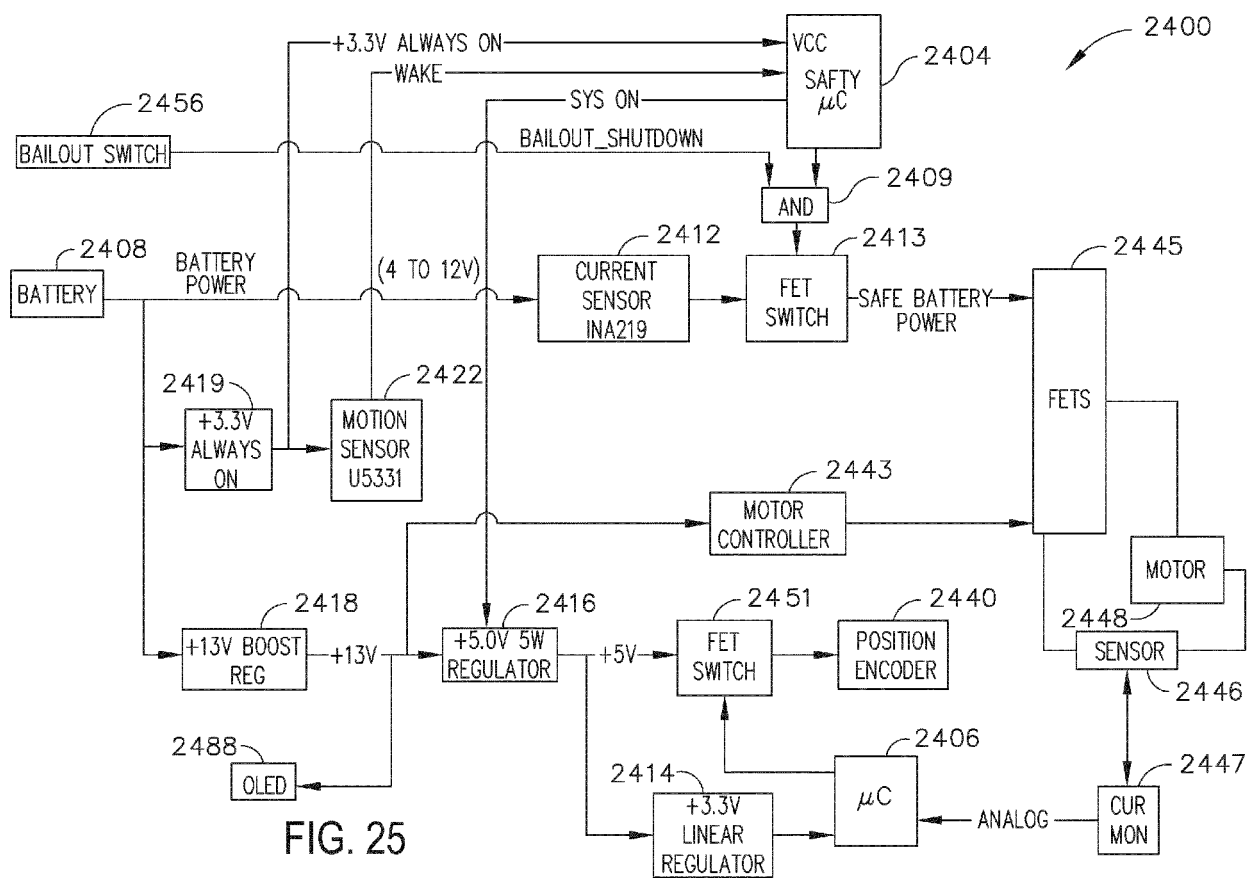 +3.3V ALWAYS ON
VCC
2400
2404
WAKE
SAFTY
µC
SYS ON
2456
BAILOUT SWITCH
BAILOUT_SHUTDOWN
2409
AND
2408
BATTERY
BATTERY
POWER
(4 TO 12V)
2412
CURRENT
SENSOR
INA219
2413
FET
SWITCH
SAFE BATTERY
POWER
2445
FETS
2419
+3.3V
ALWAYS
ON
2422
MOTION
SENSOR
U5331
2443
MOTOR
CONTROLLER
MOTOR
2448
2418
+13V BOOST
REG
+13V
2416
+5.0V 5W
REGULATOR
+5V
2451
FET
SWITCH
2440
POSITION
ENCODER
SENSOR
2446
2488
OLED
2414
+3.3V
LINEAR
REGULATOR
2406
µC
ANALOG
2447
CUR
MON
FIG. 25